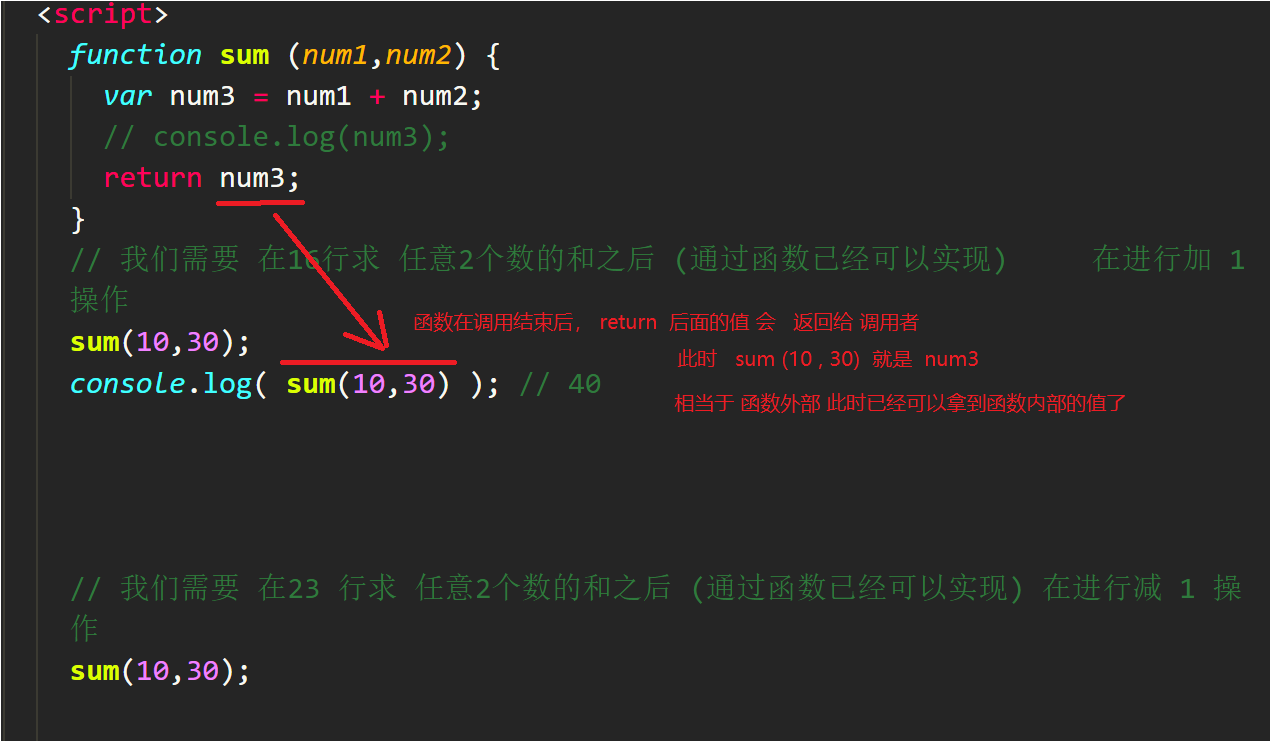 <script>
function sum (num1,num2) {
var num3 = num1 + num2;
// console.log(num3);
return num3;
}
// 我们需要 在16行求 任意2个数的和之后 (通过函数已经可以实现)     在进行加 1
操作
sum(10,30);
函数在调用结束后， return 后面的值 会 返回给 调用者
此时 sum (10 , 30) 就是 num3
console.log( sum(10,30) ); // 40
相当于 函数外部 此时已经可以拿到函数内部的值了
// 我们需要 在23 行求 任意2个数的和之后 (通过函数已经可以实现) 在进行减 1 操
作
sum(10,30);